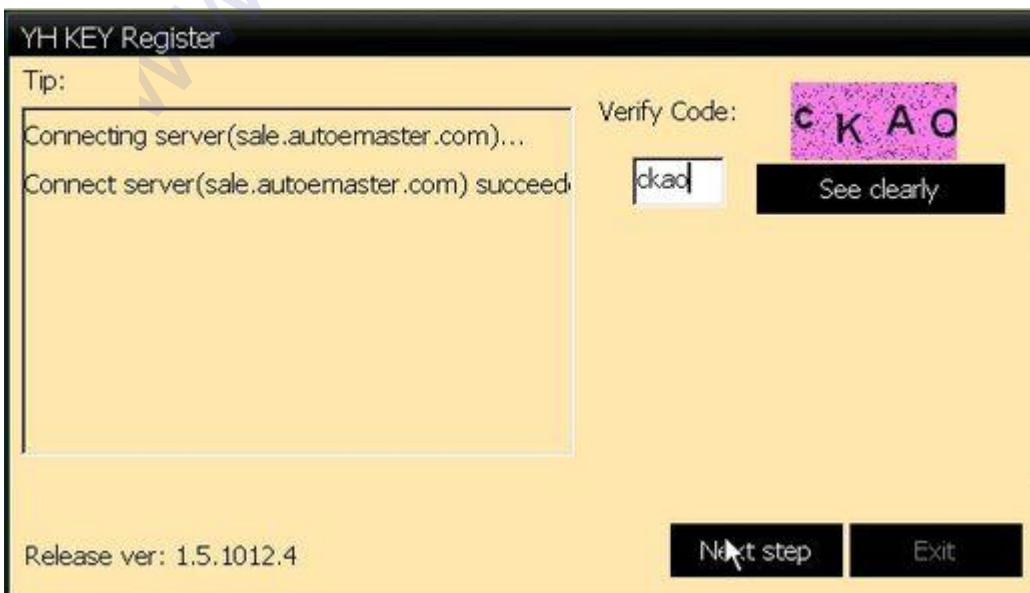 YH KEY Register
Tip:
Connecting server(sale.autoemaster.com)...
Connect server(sale.autoemaster.com) succeed
Verify Code:
cKAO
ckao
See clearly
Release ver: 1.5.1012.4
Next step
Exit